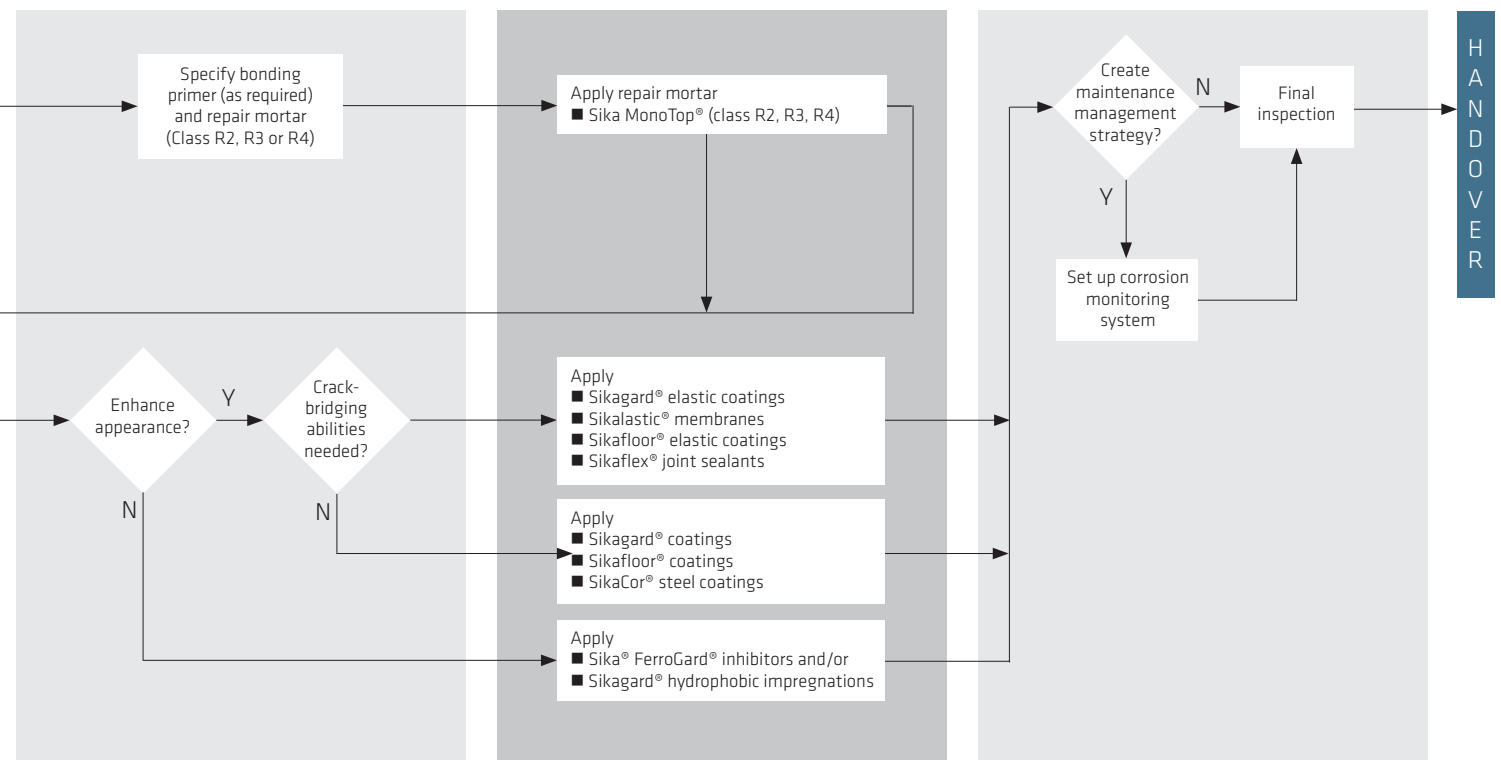 Specify bonding
primer (as required)
and repair mortar
(Class R2, R3 or R4)
Apply repair mortar
■ Sika MonoTop® (class R2, R3, R4)
Create
maintenance
management
strategy?
N
Y
Final
inspection
Set up corrosion
monitoring
system
H
A
N
D
O
V
E
R
Enhance
appearance?
Y
N
Crack-
bridging
abilities
needed?
N
Apply
■ Sikagard® elastic coatings
■ Sikalastic® membranes
■ Sikafloor® elastic coatings
■ Sikaflex® joint sealants
Apply
■ Sikagard® coatings
■ Sikafloor® coatings
■ SikaCor® steel coatings
Apply
■ Sika® FerroGard® inhibitors and/or
■ Sikagard® hydrophobic impregnations